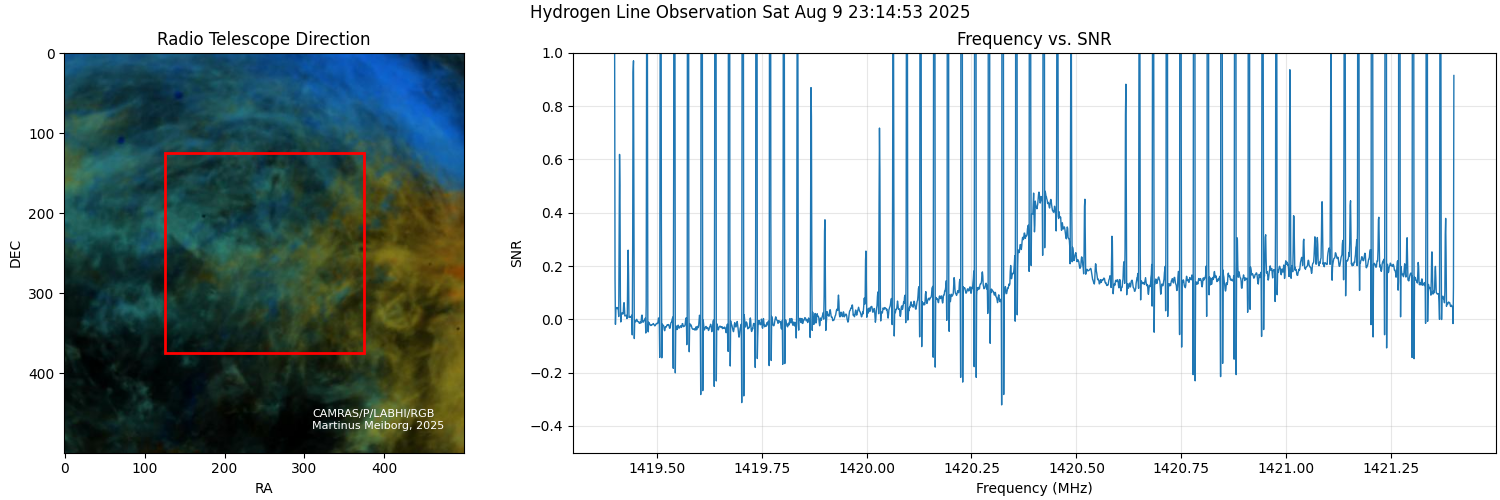 Hydrogen Line Observation Sat Aug 9 23:14:53 2025
Radio Telescope Direction
0
100
200
300
400
DEC
CAMRAS/P/LABHI/RGB
Martinus Meiborg, 2025
0
100
200
300
400
RA
Frequency vs. SNR
1.0
0.8
0.6
0.4
0.2
0.0
−0.2
−0.4
SNR
1419.50
1419.75
1420.00
1420.25
1420.50
1420.75
1421.00
1421.25
Frequency (MHz)